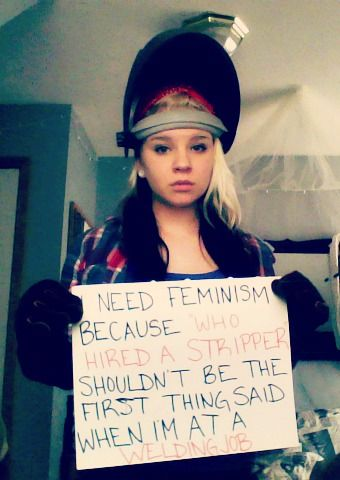 I NEED FEMINISM
BECAUSE "WHO
HIRED A STRIPPER
SHOULDN'T BE THE
FIRST THING SAID
WHEN IM AT A
WELDING JOB